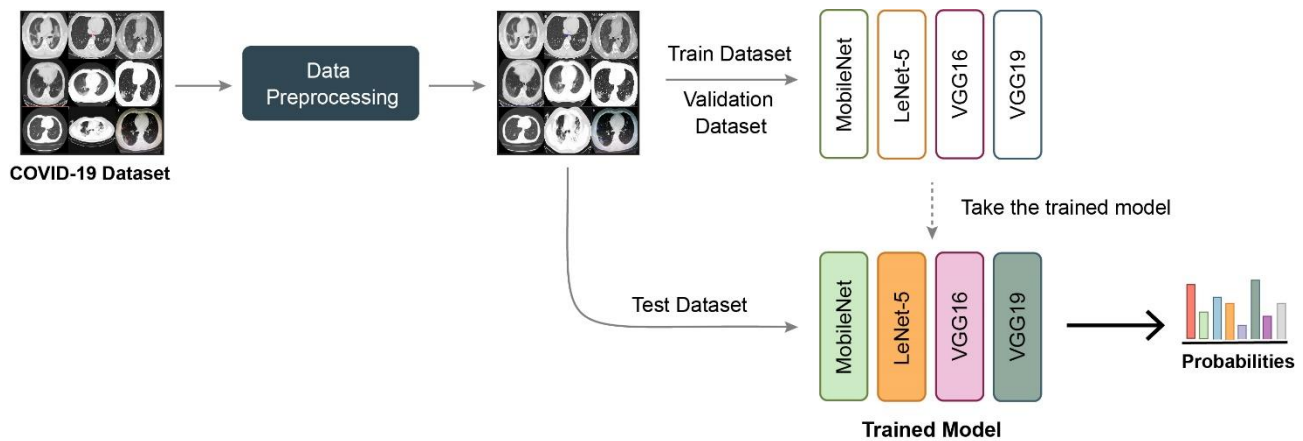 COVID-19 Dataset
Data
Preprocessing
Train Dataset
Validation
Dataset
MobileNet
LeNet-5
VGG16
VGG19
Take the trained model
Test Dataset
MobileNet
LeNet-5
VGG16
VGG19
Trained Model
Probabilities